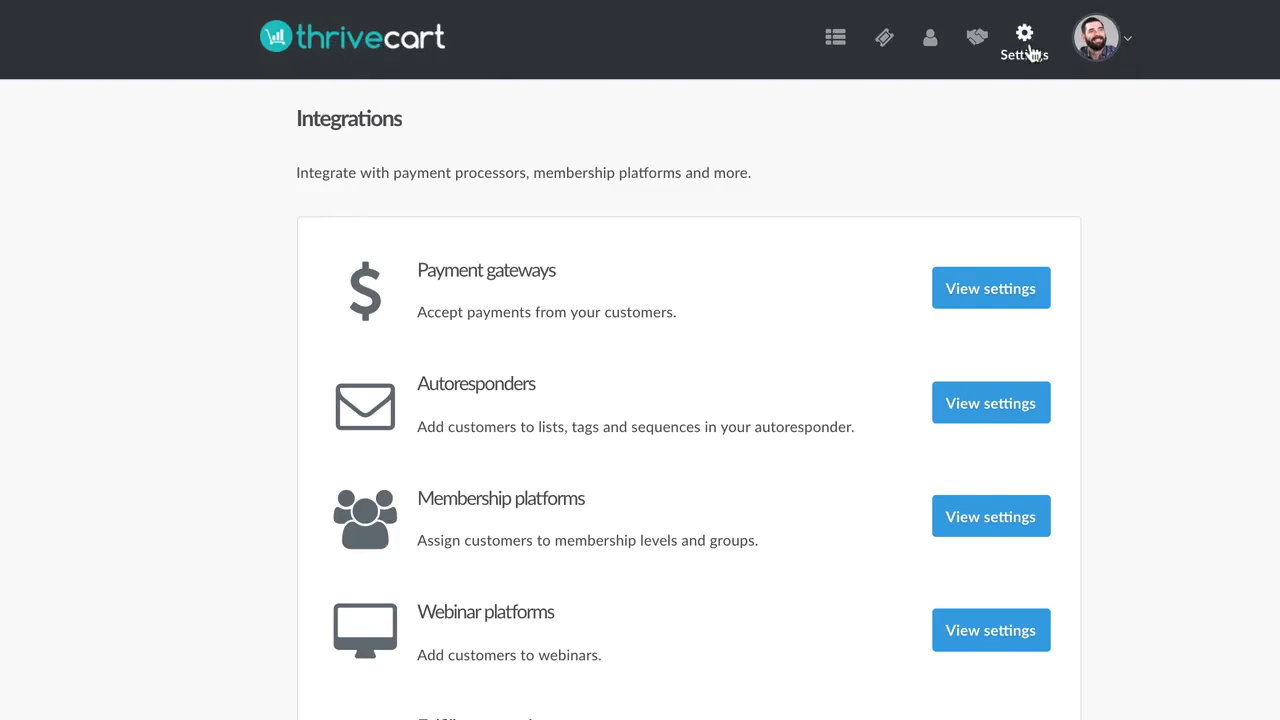 thrivecart
Settings
Integrations
Integrate with payment processors, membership platforms and more.
Payment gateways
Accept payments from your customers.
View settings
Autoresponders
Add customers to lists, tags and sequences in your autoresponder.
View settings
Membership platforms
Assign customers to membership levels and groups.
View settings
Webinar platforms
Add customers to webinars.
View settings